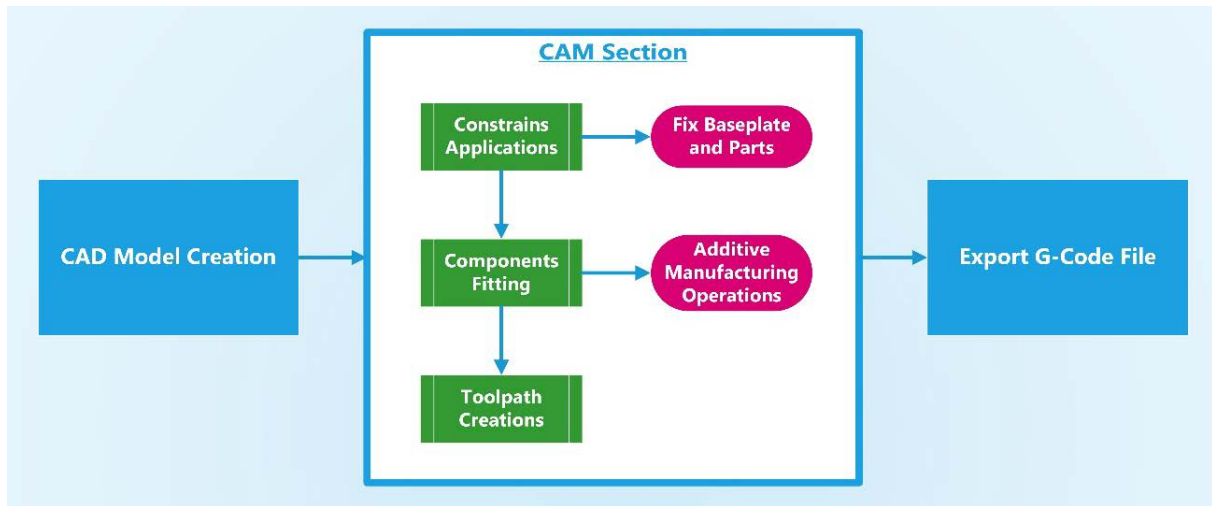 CAM Section
Constrains
Applications
Fix Baseplate
and Parts
CAD Model Creation
Components
Fitting
Additive
Manufacturing
Operations
Export G-Code File
Toolpath
Creations